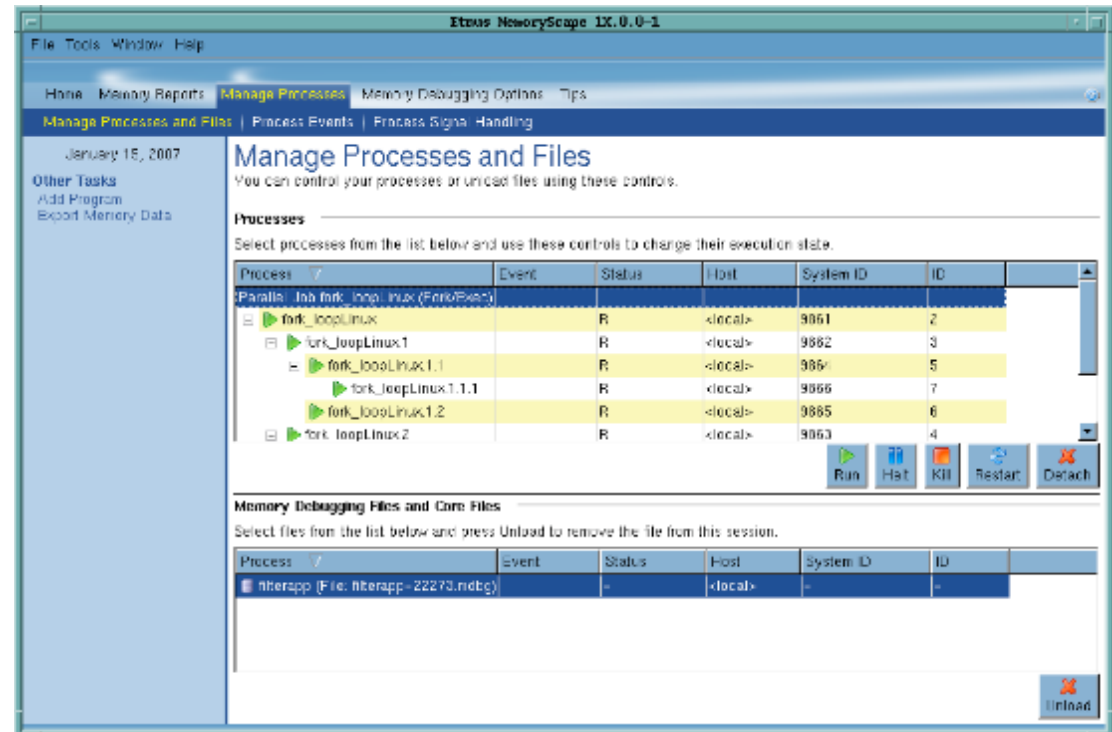 Etnus MemoryScape 1X.0.0-1
File Tools Window Help
Home Memory Reports Manage Processes Memory Debugging Options Tips
Manage Processes and Files | Process Events | Process Signal Handling
January 15, 2007
Other Tasks
Add Program
Export Memory Data
Manage Processes and Files
You can control your processes or unload files using these controls.
Processes
Select processes from the list below and use these controls to change their execution state.
Process Event Status Host System ID ID
Parallel Job fork_loopLinux (Fork/Exec)
fork_loopLinux R <local> 9861 2
fork_loopLinux.1 R <local> 9862 3
fork_loopLinux.1.1 R <local> 9864 5
fork_loopLinux.1.1.1 R <local> 9866 7
fork_loopLinux.1.2 R <local> 9865 6
fork_loopLinux.2 R <local> 9863 4
Run Halt Kill Restart Detach
Memory Debugging Files and Core Files
Select files from the list below and press Unload to remove the file from this session.
Process Event Status Host System ID ID
filterapp (File: filterapp-22273.mdbg) - <local> - -
Unload